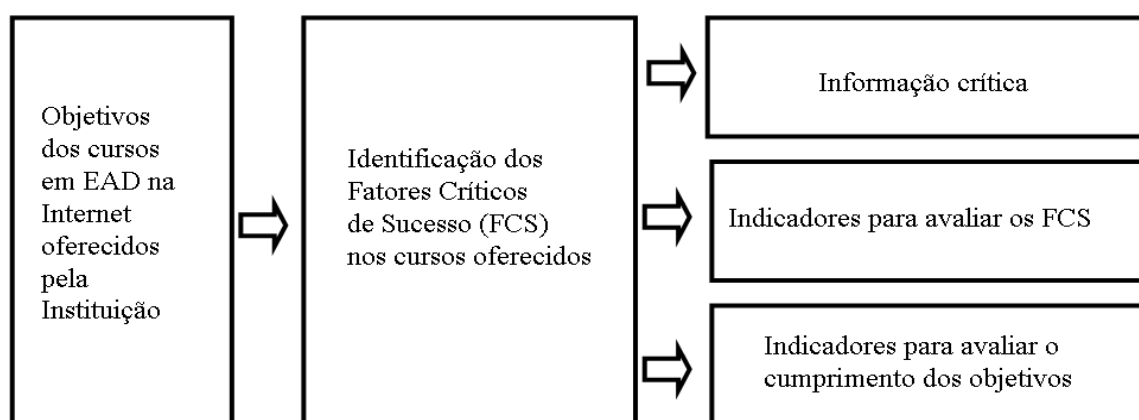 Objetivos
dos cursos
em EAD na
Internet
oferecidos
pela
Instituição
Identificação dos
Fatores Críticos
de Sucesso (FCS)
nos cursos oferecidos
Informação crítica
Indicadores para avaliar os FCS
Indicadores para avaliar o
cumprimento dos objetivos